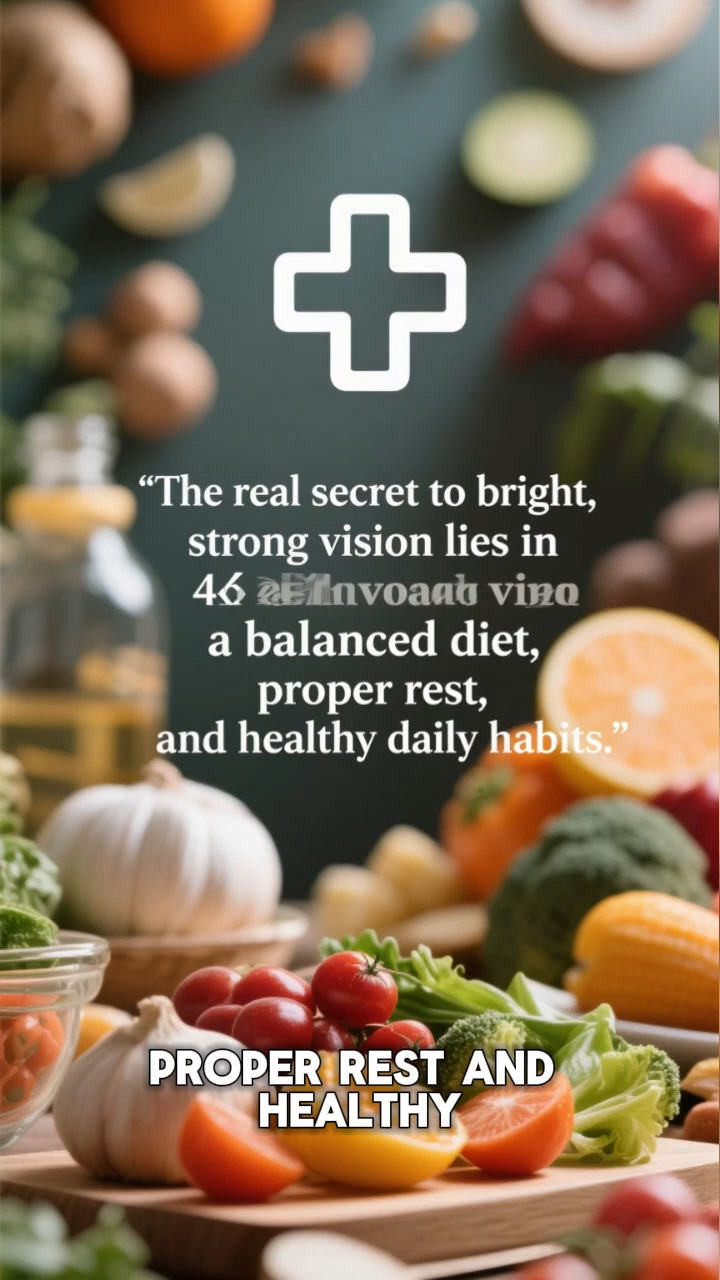 “The real secret to bright,
strong vision lies in
a balanced diet,
proper rest,
and healthy daily habits.”
PROPER REST AND
HEALTHY